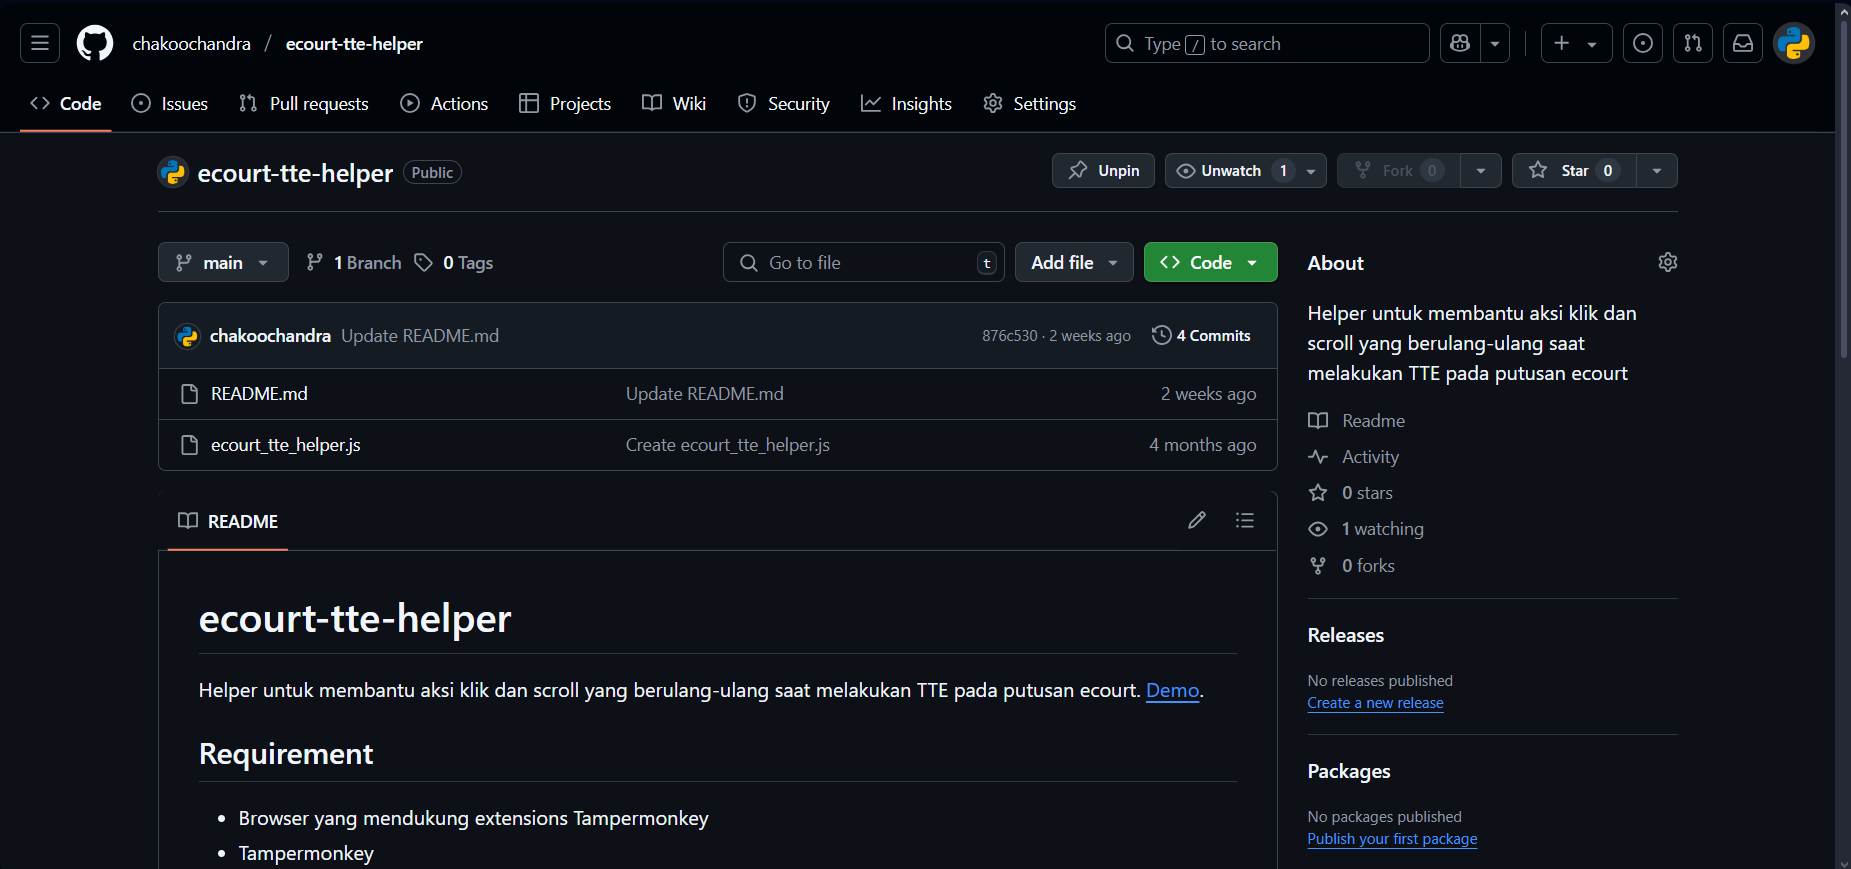 chakoochandra / ecourt-tte-helper
Type / to search
Code Issues Pull requests Actions Projects Wiki Security Insights Settings
ecourt-tte-helper Public
Unpin Unwatch 1 Fork 0 Star 0
main 1 Branch 0 Tags
Go to file t Add file Code
chakoochandra Update README.md 876c530 · 2 weeks ago 4 Commits
README.md Update README.md 2 weeks ago
ecourt_tte_helper.js Create ecourt_tte_helper.js 4 months ago
README
ecourt-tte-helper
Helper untuk membantu aksi klik dan scroll yang berulang-ulang saat melakukan TTE pada putusan ecourt. Demo.
Requirement
• Browser yang mendukung extensions Tampermonkey
• Tampermonkey
About
Helper untuk membantu aksi klik dan
scroll yang berulang-ulang saat
melakukan TTE pada putusan ecourt
Readme
Activity
0 stars
1 watching
0 forks
Releases
No releases published
Create a new release
Packages
No packages published
Publish your first package